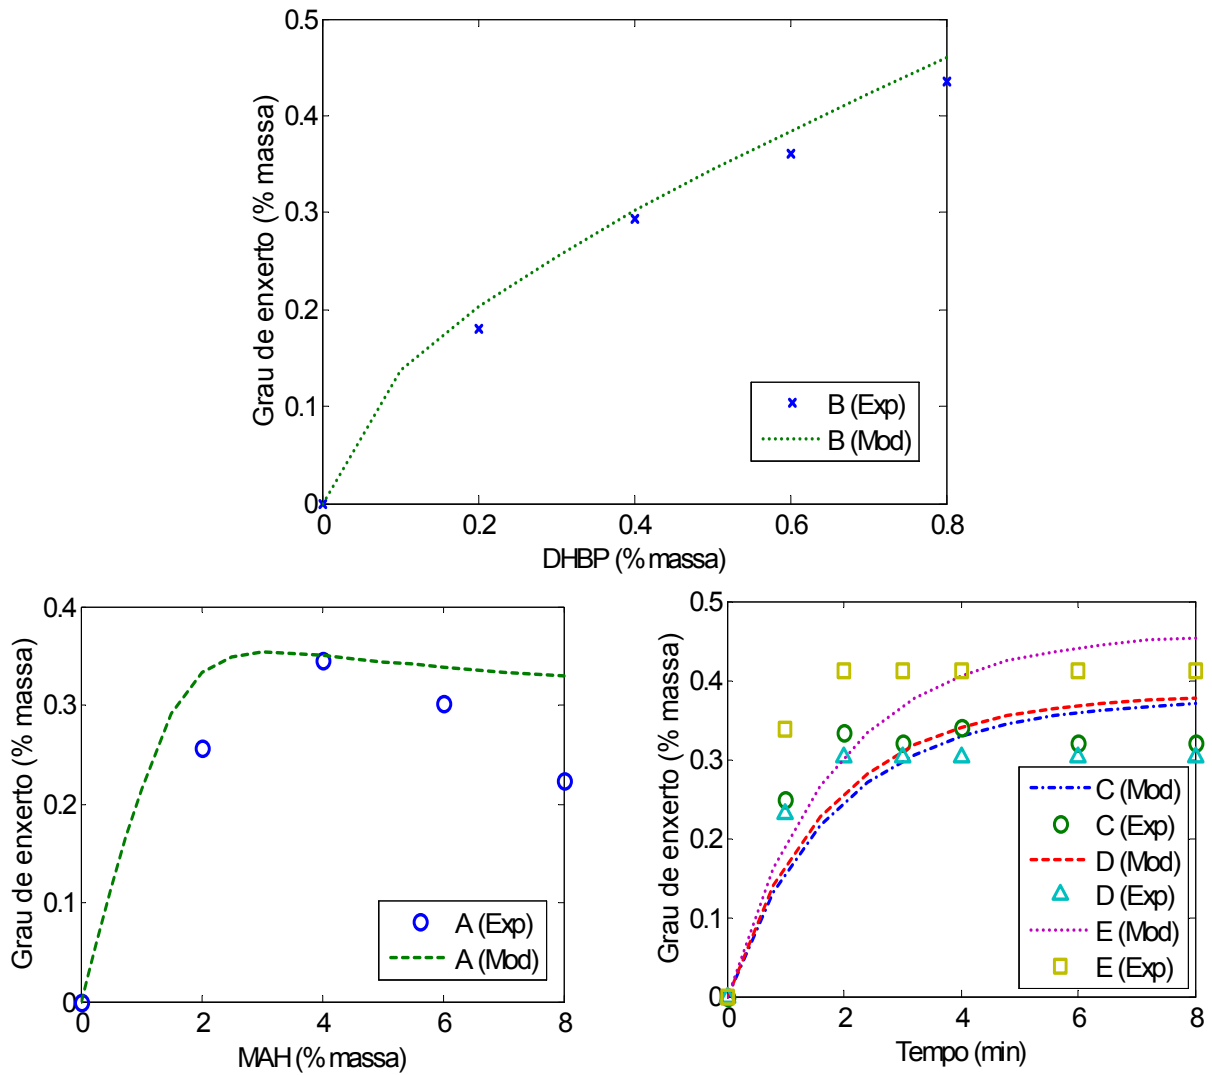 0.5
0.4
0.3
0.2
0.1
0
Grau de enxerto (% massa)
0 0.2 0.4 0.6 0.8
DHBP (% massa)
B (Exp)
B (Mod)
0.4
0.3
0.2
0.1
0
Grau de enxerto (% massa)
0 2 4 6 8
MAH (% massa)
A (Exp)
A (Mod)
0.5
0.4
0.3
0.2
0.1
0
Grau de enxerto (% massa)
0 2 4 6 8
Tempo (min)
C (Mod)
C (Exp)
D (Mod)
D (Exp)
E (Mod)
E (Exp)